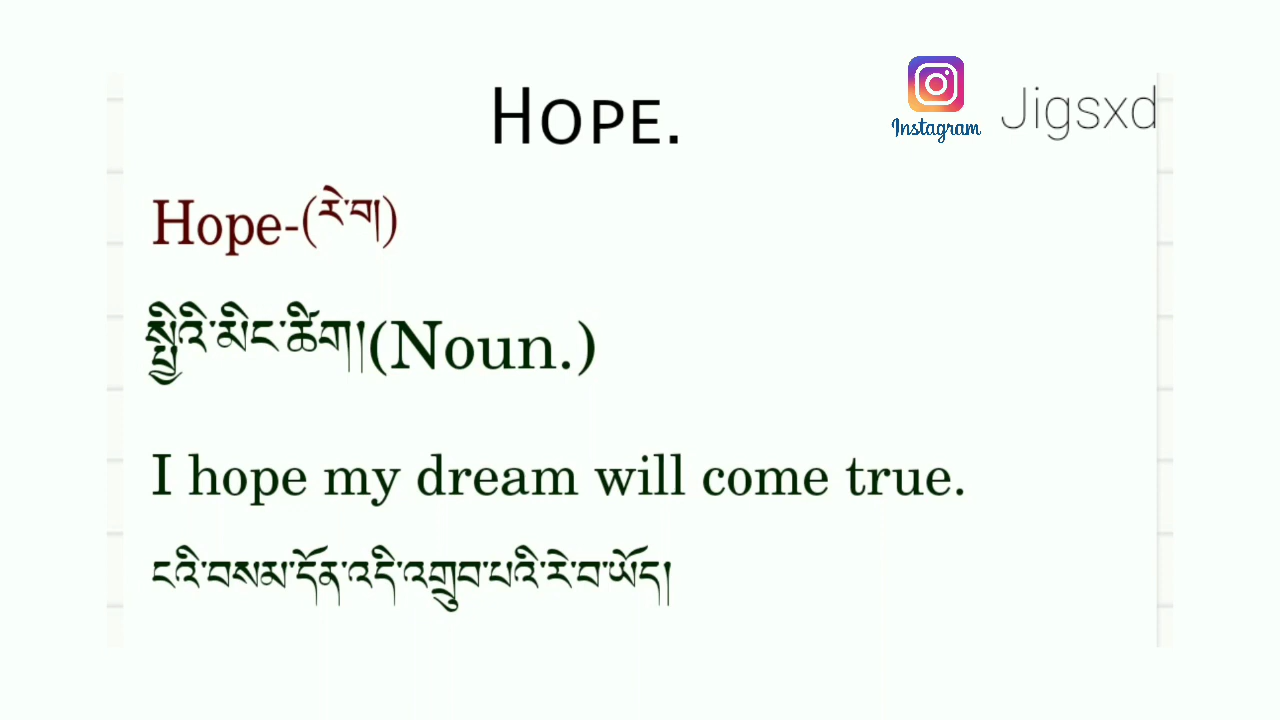 HOPE.
Instagram
Jigsxd
Hope-(རེ་བ།)
སྤྱིའི་མིང་ཚིག།(Noun.)
I hope my dream will come true.
ངའི་བསམ་དོན་འདི་འགྲུབ་པའི་རེ་བ་ཡོད།